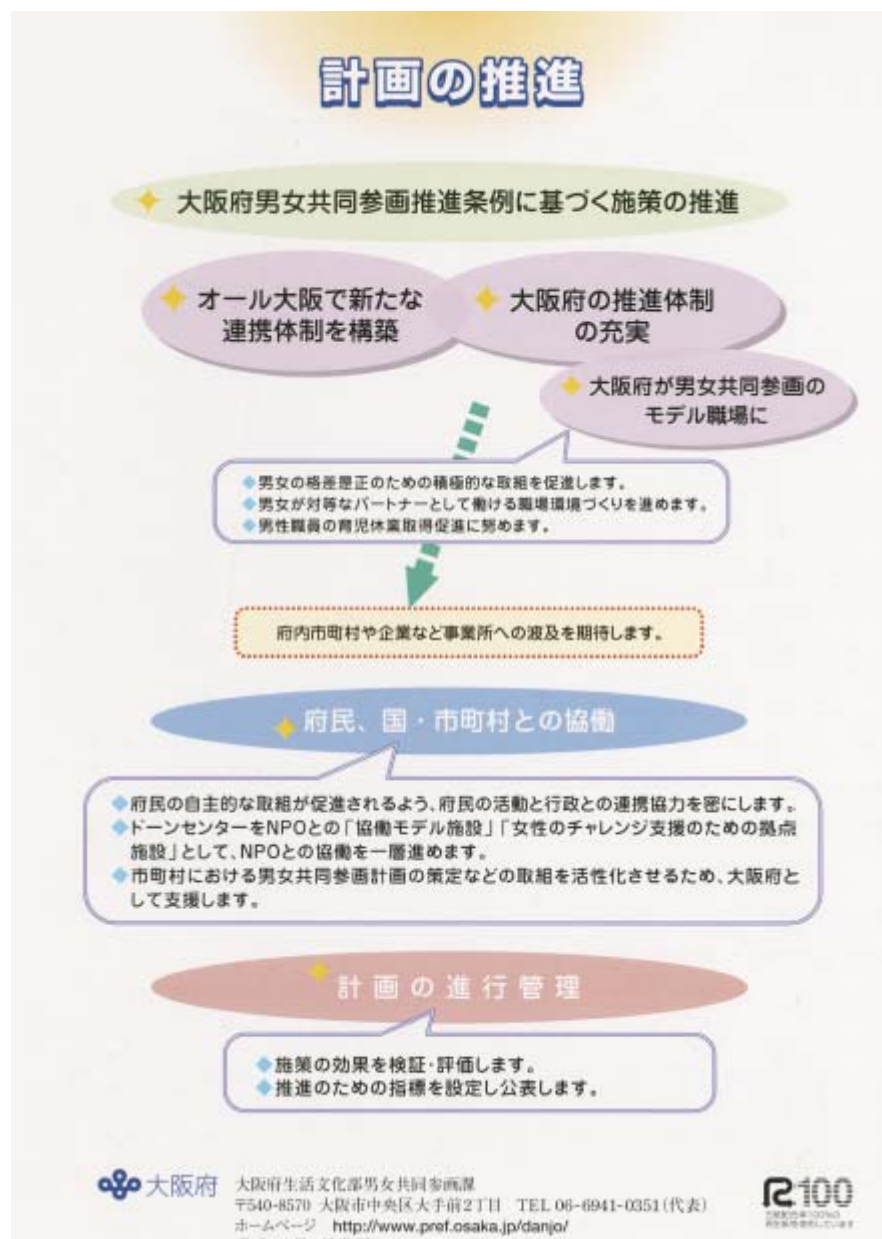 計画の推進
大阪府男女共同参画推進条例に基づく施策の推進
オール大阪で新たな
連携体制を構築
大阪府の推進体制
の充実
大阪府が男女共同参画の
モデル職場に
◆男女の格差是正のための積極的な取組を促進します。
◆男女が対等なパートナーとして働ける職場環境づくりを進めます。
◆男性職員の育児休業取得促進に努めます。
府内市町村や企業など事業所への波及を期待します。
府民、国・市町村との協働
◆府民の自主的な取組が促進されるよう、府民の活動と行政との連携協力を密にします。
◆ドーンセンターをNPOとの「協働モデル施設」「女性のチャレンジ支援のための拠点
施設」として、NPOとの協働を一層進めます。
◆市町村における男女共同参画計画の策定などの取組を活性化させるため、大阪府と
して支援します。
計画の進行管理
◆施策の効果を検証・評価します。
◆推進のための指標を設定し公表します。
大阪府
大阪府生活文化部男女共同参画課
〒540-8570 大阪市中央区大手前2丁目 TEL 06-6941-0351(代表)
ホームページ http://www.pref.osaka.jp/danjo/
R100